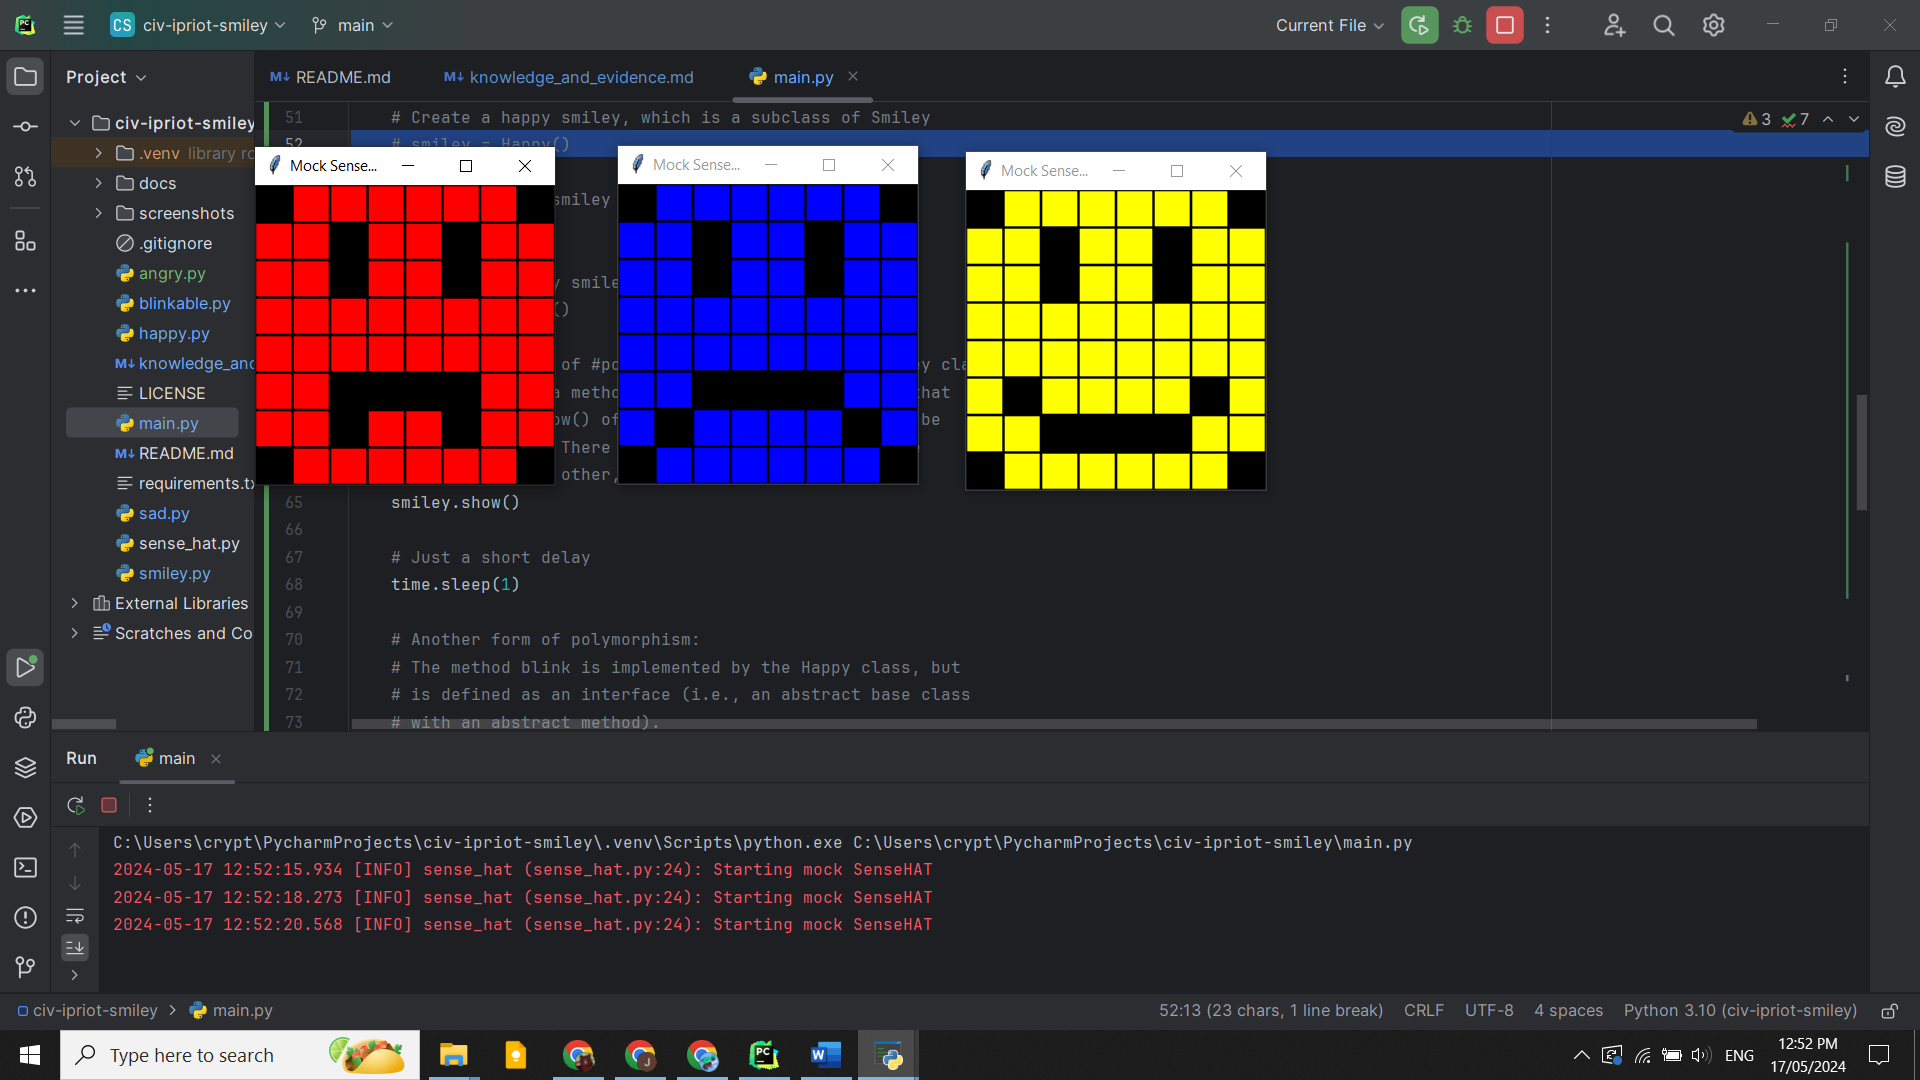 CS civ-ipriot-smiley main Current File
Project README.md knowledge_and_evidence.md main.py
civ-ipriot-smiley
.venv library
docs
screenshots
.gitignore
angry.py
blinkable.py
happy.py
LICENSE
main.py
README.md
sad.py
sense_hat.py
smiley.py
External Libraries
Scratches and
3 7
51 # Create a happy smiley, which is a subclass of Smiley
52 # smiley = Happy()
Mock Sense...
Mock Sense...
Mock Sense...
smiley
()
of
of
There
other,
65 smiley.show()
66
67 # Just a short delay
68 time.sleep(1)
69
70 # Another form of polymorphism:
71 # The method blink is implemented by the Happy class, but
72 # is defined as an interface (i.e., an abstract base class
73 # with an abstract method).
Run main
C:\Users\crypt\PycharmProjects\civ-ipriot-smiley\.venv\Scripts\python.exe C:\Users\crypt\PycharmProjects\civ-ipriot-smiley\main.py
2024-05-17 12:52:15.934 [INFO] sense_hat (sense_hat.py:24): Starting mock SenseHAT
2024-05-17 12:52:18.273 [INFO] sense_hat (sense_hat.py:24): Starting mock SenseHAT
2024-05-17 12:52:20.568 [INFO] sense_hat (sense_hat.py:24): Starting mock SenseHAT
civ-ipriot-smiley > main.py 52:13 (23 chars, 1 line break) CRLF UTF-8 4 spaces Python 3.10 (civ-ipriot-smiley)
Type here to search ENG 12:52 PM
17/05/2024